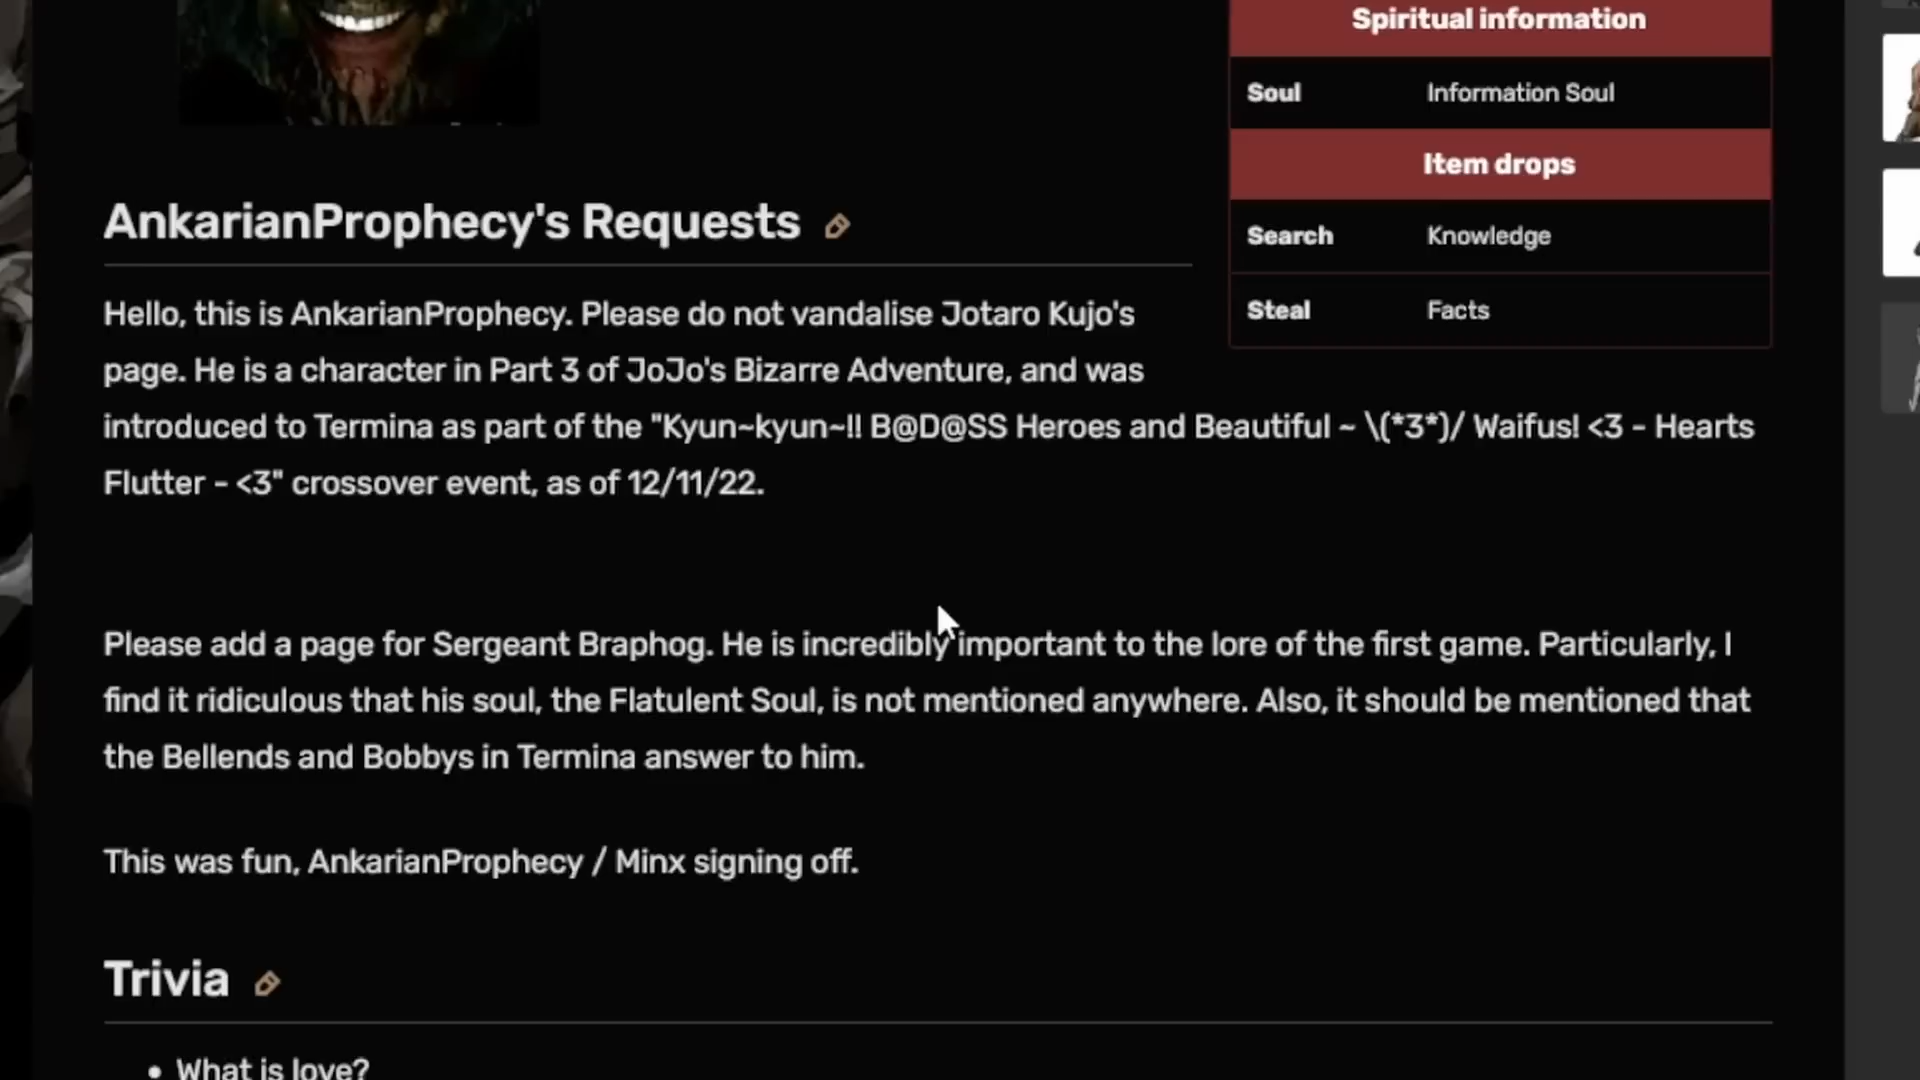 Spiritual information
Soul Information Soul
Item drops
Search Knowledge
Steal Facts
AnkarianProphecy's Requests
Hello, this is AnkarianProphecy. Please do not vandalise Jotaro Kujo's
page. He is a character in Part 3 of JoJo's Bizarre Adventure, and was
introduced to Termina as part of the "Kyun~kyun~!! B@D@SS Heroes and Beautiful ~ \(*3*)/ Waifus! <3 - Hearts
Flutter - <3" crossover event, as of 12/11/22.
Please add a page for Sergeant Braphog. He is incredibly important to the lore of the first game. Particularly, I
find it ridiculous that his soul, the Flatulent Soul, is not mentioned anywhere. Also, it should be mentioned that
the Bellends and Bobbys in Termina answer to him.
This was fun, AnkarianProphecy / Minx signing off.
Trivia
• What is love?